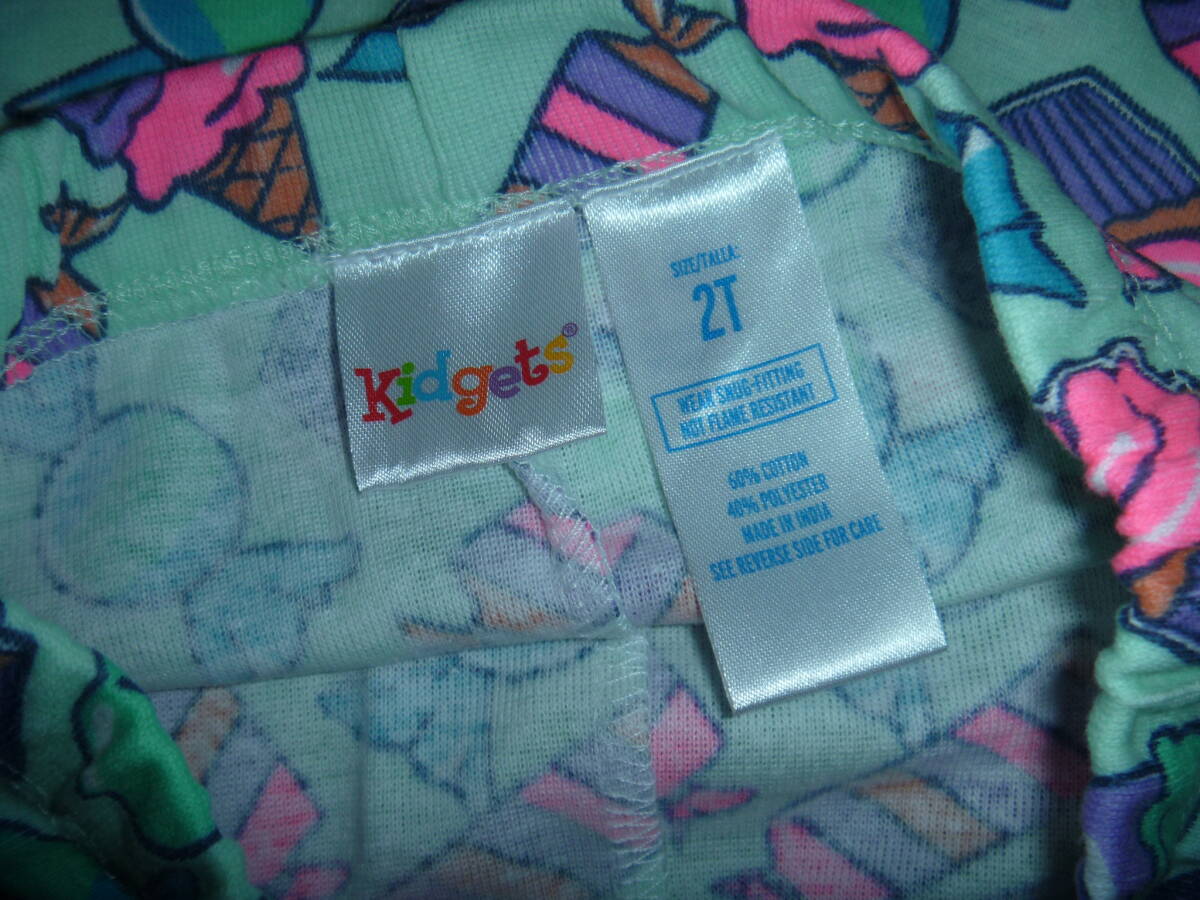 Kidgets®
SIZE/TALLA:
2T
WEAR SNUG-FITTING
NOT FLAME RESISTANT
60% COTTON
40% POLYESTER
MADE IN INDIA
SEE REVERSE SIDE FOR CARE